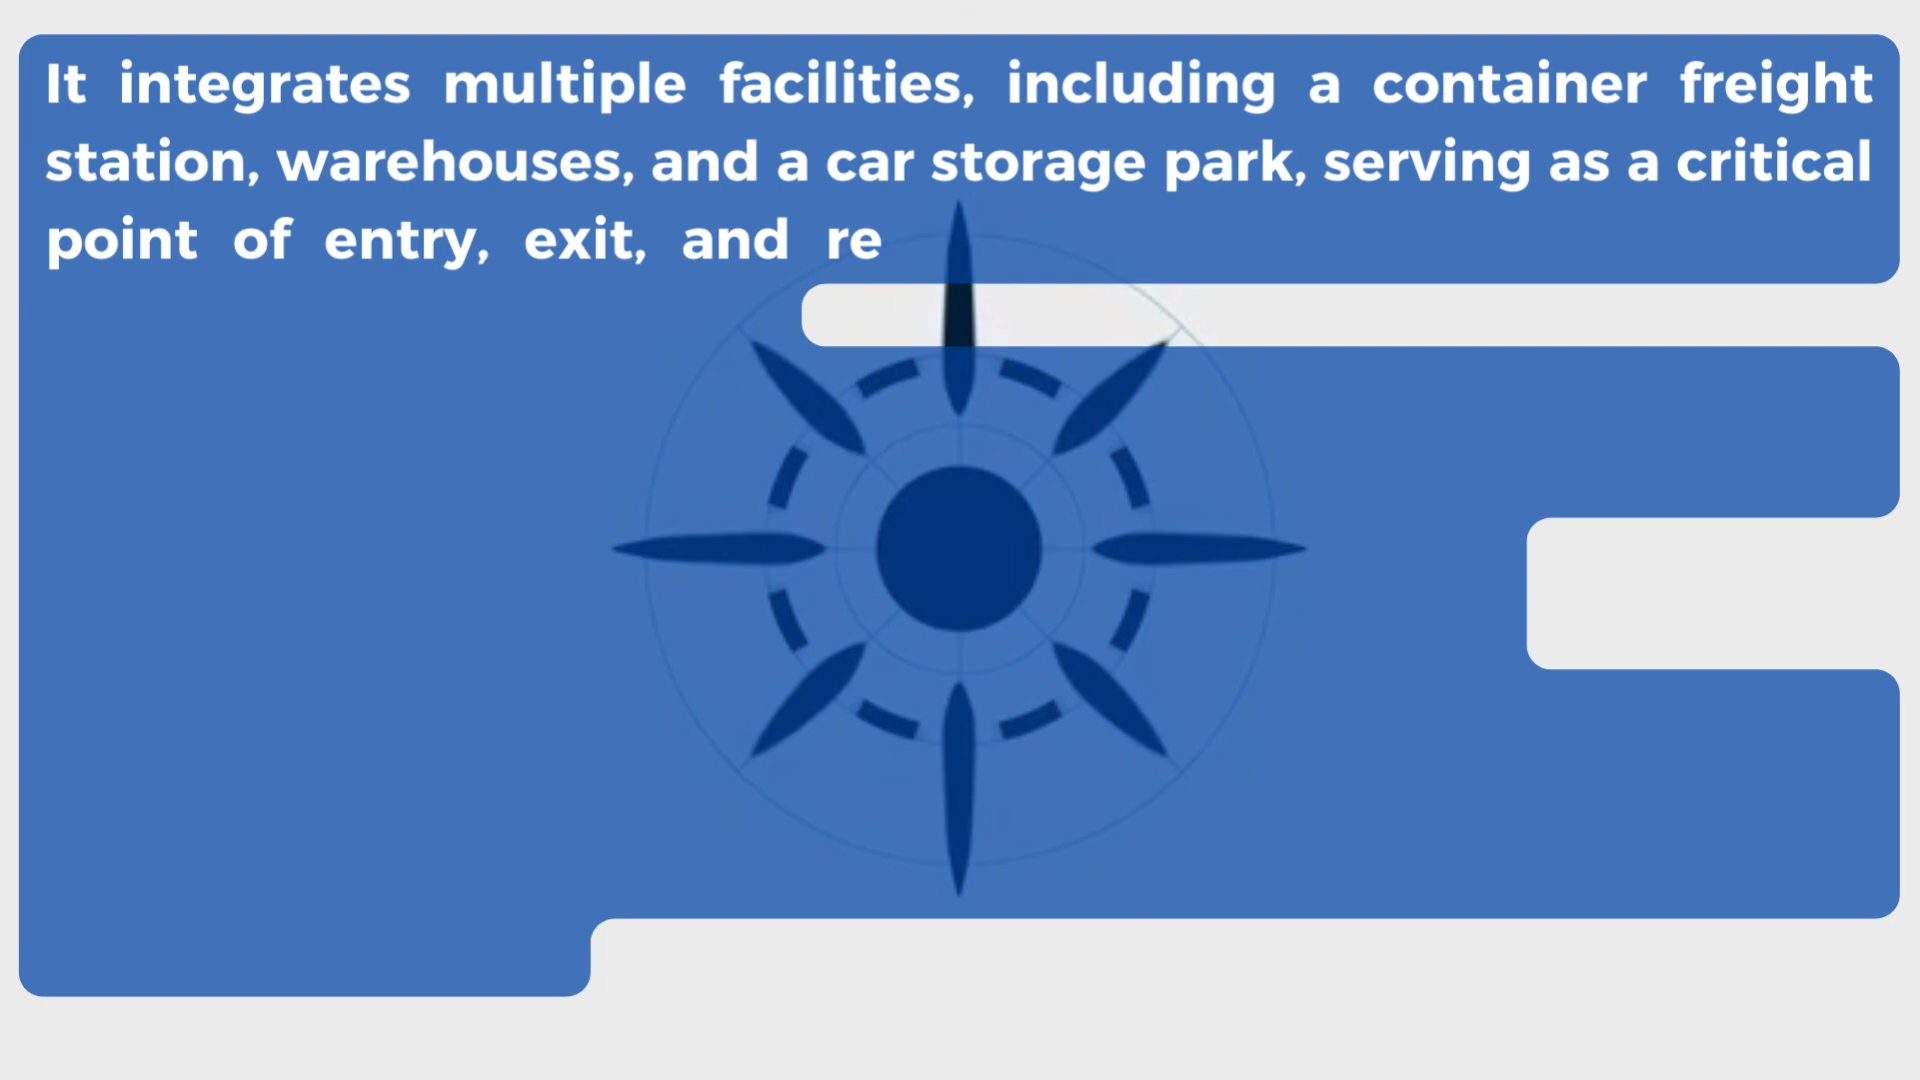 It integrates multiple facilities, including a container freight
station, warehouses, and a car storage park, serving as a critical
point of entry, exit, and re